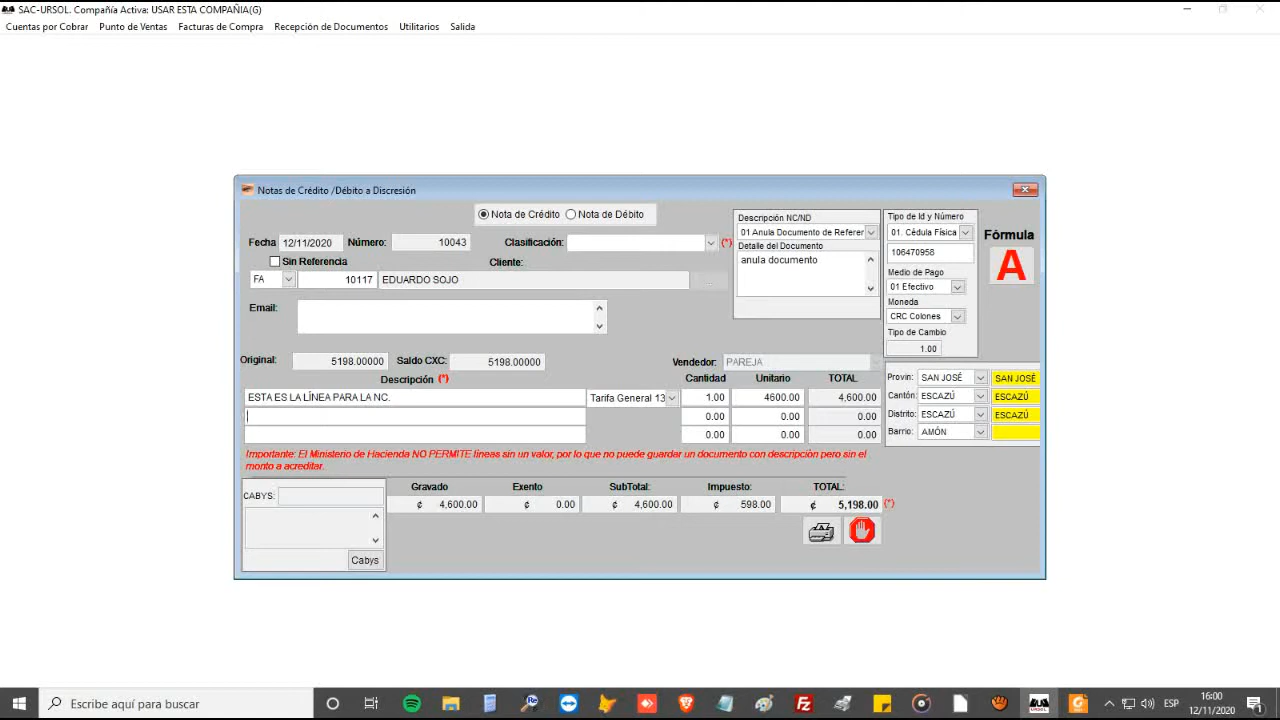 SAC-URSOL. Compañía Activa: USAR ESTA COMPAÑIA(G)
Cuentas por Cobrar Punto de Ventas Facturas de Compra Recepción de Documentos Utilitarios Salida
Notas de Crédito /Débito a Discresión
Nota de Crédito Nota de Débito
Fecha 12/11/2020 Número: 10043 Clasificación: (*)
Sin Referencia Cliente:
FA 10117 EDUARDO SOJO ...
Email:
Original: 5198.00000 Saldo CXC: 5198.00000 Vendedor: PAREJA
Descripción NC/ND
01 Anula Documento de Referer
Detalle del Documento
anula documento
Tipo de Id y Número
01. Cédula Física
106470958
Medio de Pago
01 Efectivo
Moneda
CRC Colones
Tipo de Cambio
1.00
Fórmula
A
Descripción (*) Cantidad Unitario TOTAL
ESTA ES LA LÍNEA PARA LA NC. Tarifa General 13 1.00 4600.00 4,600.00
0.00 0.00 0.00
0.00 0.00 0.00
Provin: SAN JOSÉ SAN JOSÉ
Cantón: ESCAZÚ ESCAZÚ
Distrito: ESCAZÚ ESCAZÚ
Barrio: AMÓN
Importante: El Ministerio de Hacienda NO PERMITE líneas sin un valor, por lo que no puede guardar un documento con descripciòn pero sin el
monto a acreditar.
CABYS:
Cabys
Gravado Exento SubTotal: Impuesto: TOTAL:
¢ 4,600.00 ¢ 0.00 ¢ 4,600.00 ¢ 598.00 ¢ 5,198.00 (*)
Escribe aquí para buscar
ESP
16:00
12/11/2020
1